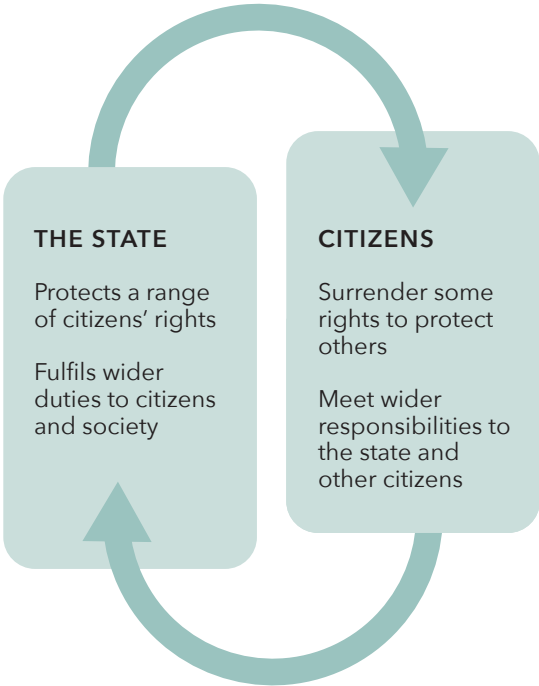 THE STATE
Protects a range
of citizens’ rights
Fulfils wider
duties to citizens
and society
CITIZENS
Surrender some
rights to protect
others
Meet wider
responsibilities to
the state and
other citizens